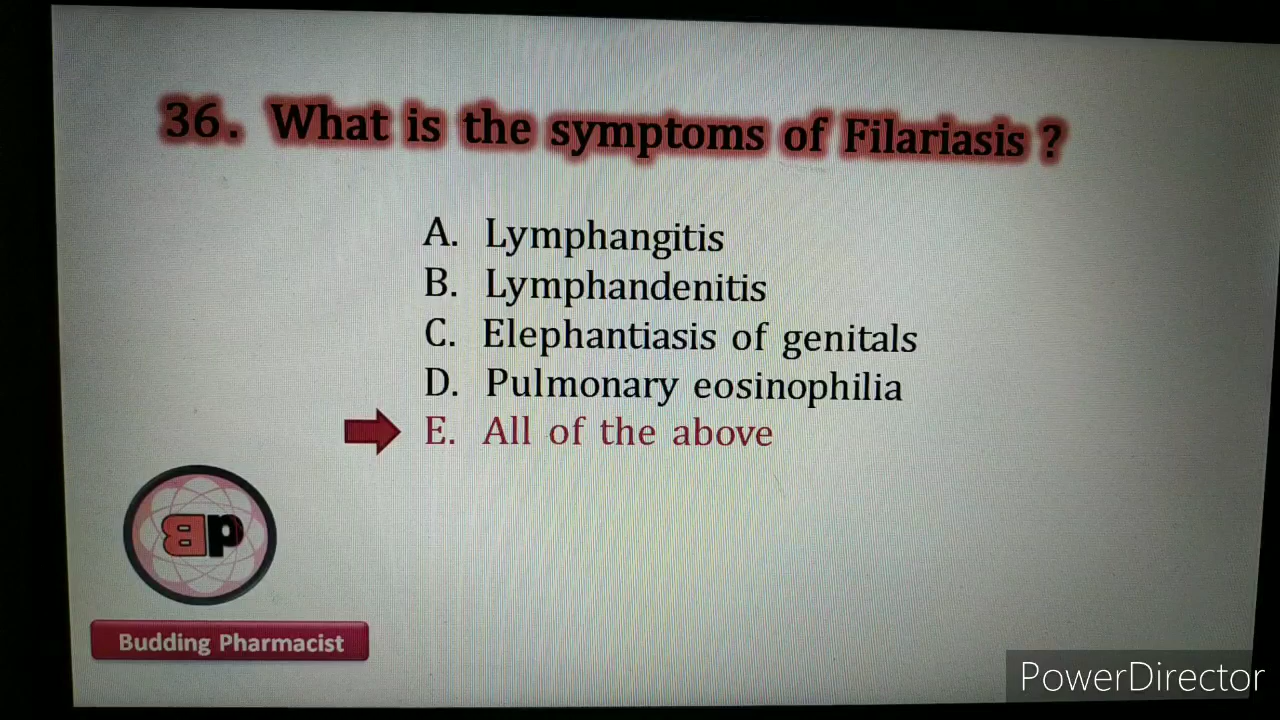 36. What is the symptoms of Filariasis ?
A. Lymphangitis
B. Lymphandenitis
C. Elephantiasis of genitals
D. Pulmonary eosinophilia
E. All of the above
BP
Budding Pharmacist
PowerDirector